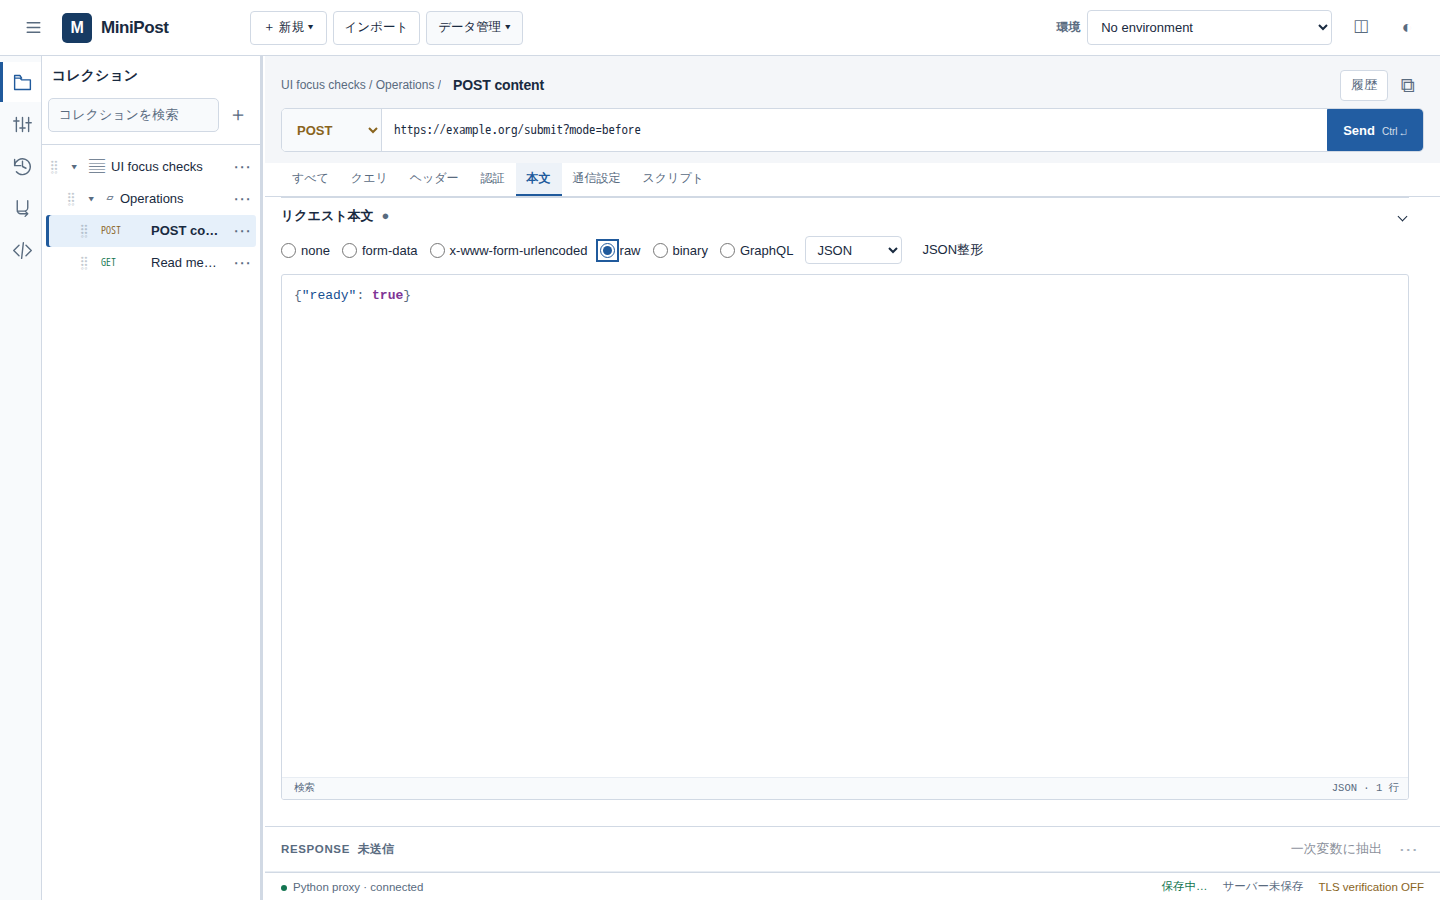 M MiniPost ＋ 新規 ▾ インポート データ管理 ▾ 環境 No environment
コレクション
コレクションを検索 ＋
UI focus checks
Operations
POST POST co…
GET Read me…
UI focus checks / Operations / POST content 履歴
POST https://example.org/submit?mode=before Send Ctrl ↵
すべて クエリ ヘッダー 認証 本文 通信設定 スクリプト
リクエスト本文
none form-data x-www-form-urlencoded raw binary GraphQL JSON JSON整形
{"ready": true}
検索 JSON · 1 行
RESPONSE 未送信 一次変数に抽出
Python proxy · connected 保存中… サーバー未保存 TLS verification OFF